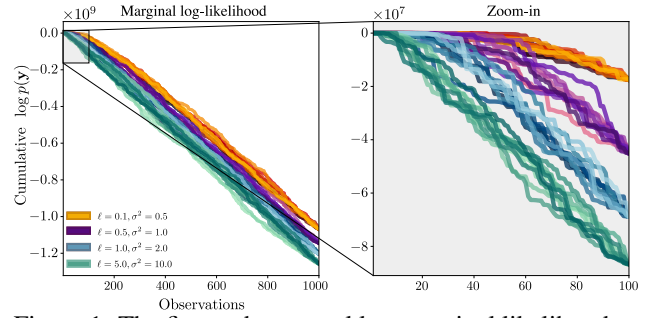 Marginal log-likelihood
Zoom-in
×10⁹
×10⁷
0.0
−0.2
−0.4
−0.6
−0.8
−1.0
−1.2
Cumulative log p(y)
ℓ = 0.1, σ² = 0.5
ℓ = 0.5, σ² = 1.0
ℓ = 1.0, σ² = 2.0
ℓ = 5.0, σ² = 10.0
200 400 600 800 1000
Observations
0
−2
−4
−6
−8
20 40 60 80 100